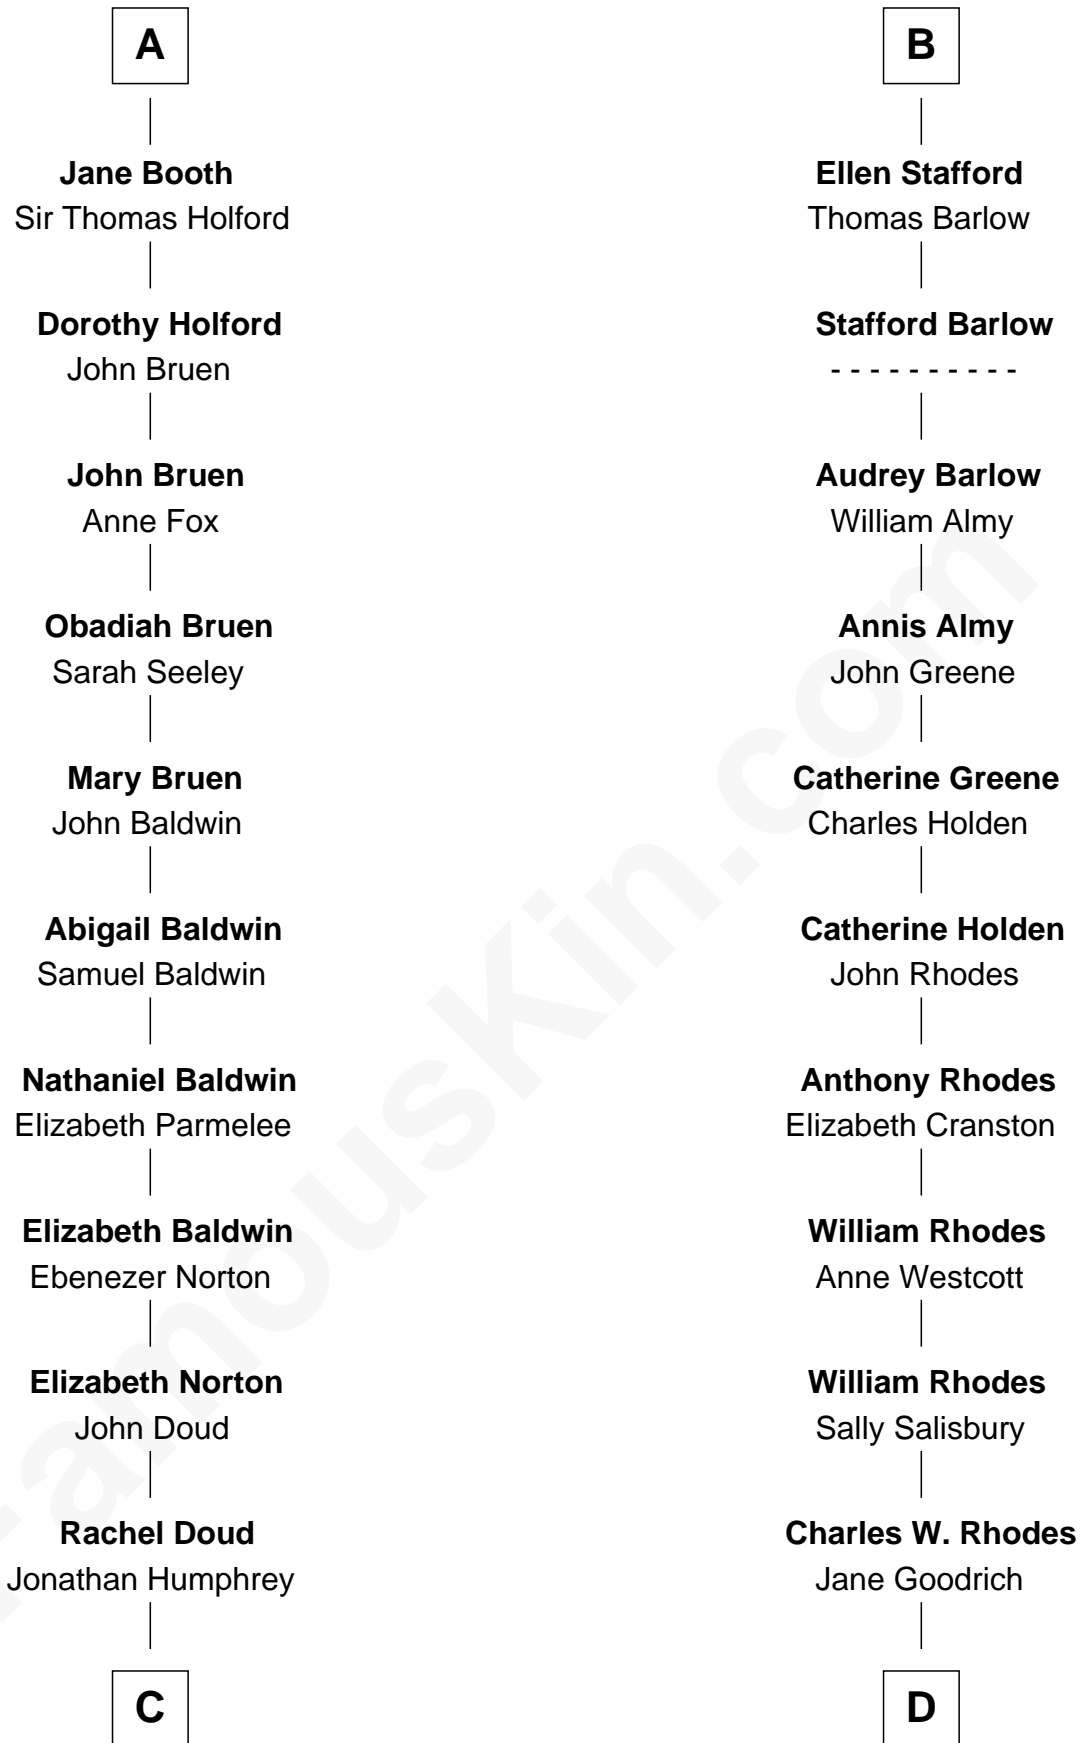 A
Jane Booth
Sir Thomas Holford
Dorothy Holford
John Bruen
John Bruen
Anne Fox
Obadiah Bruen
Sarah Seeley
Mary Bruen
John Baldwin
Abigail Baldwin
Samuel Baldwin
Nathaniel Baldwin
Elizabeth Parmelee
Elizabeth Baldwin
Ebenezer Norton
Elizabeth Norton
John Doud
Rachel Doud
Jonathan Humphrey
C
B
Ellen Stafford
Thomas Barlow
Stafford Barlow
- - - - - - - - - -
Audrey Barlow
William Almy
Annis Almy
John Greene
Catherine Greene
Charles Holden
Catherine Holden
John Rhodes
Anthony Rhodes
Elizabeth Cranston
William Rhodes
Anne Westcott
William Rhodes
Sally Salisbury
Charles W. Rhodes
Jane Goodrich
D
FamousKin.com